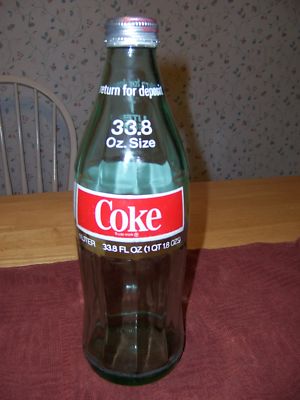 return for deposit
33.8
Oz. Size
Coke
Trade mark ®
LITER 33.8 FL OZ (1 QT 1.8 OZS)